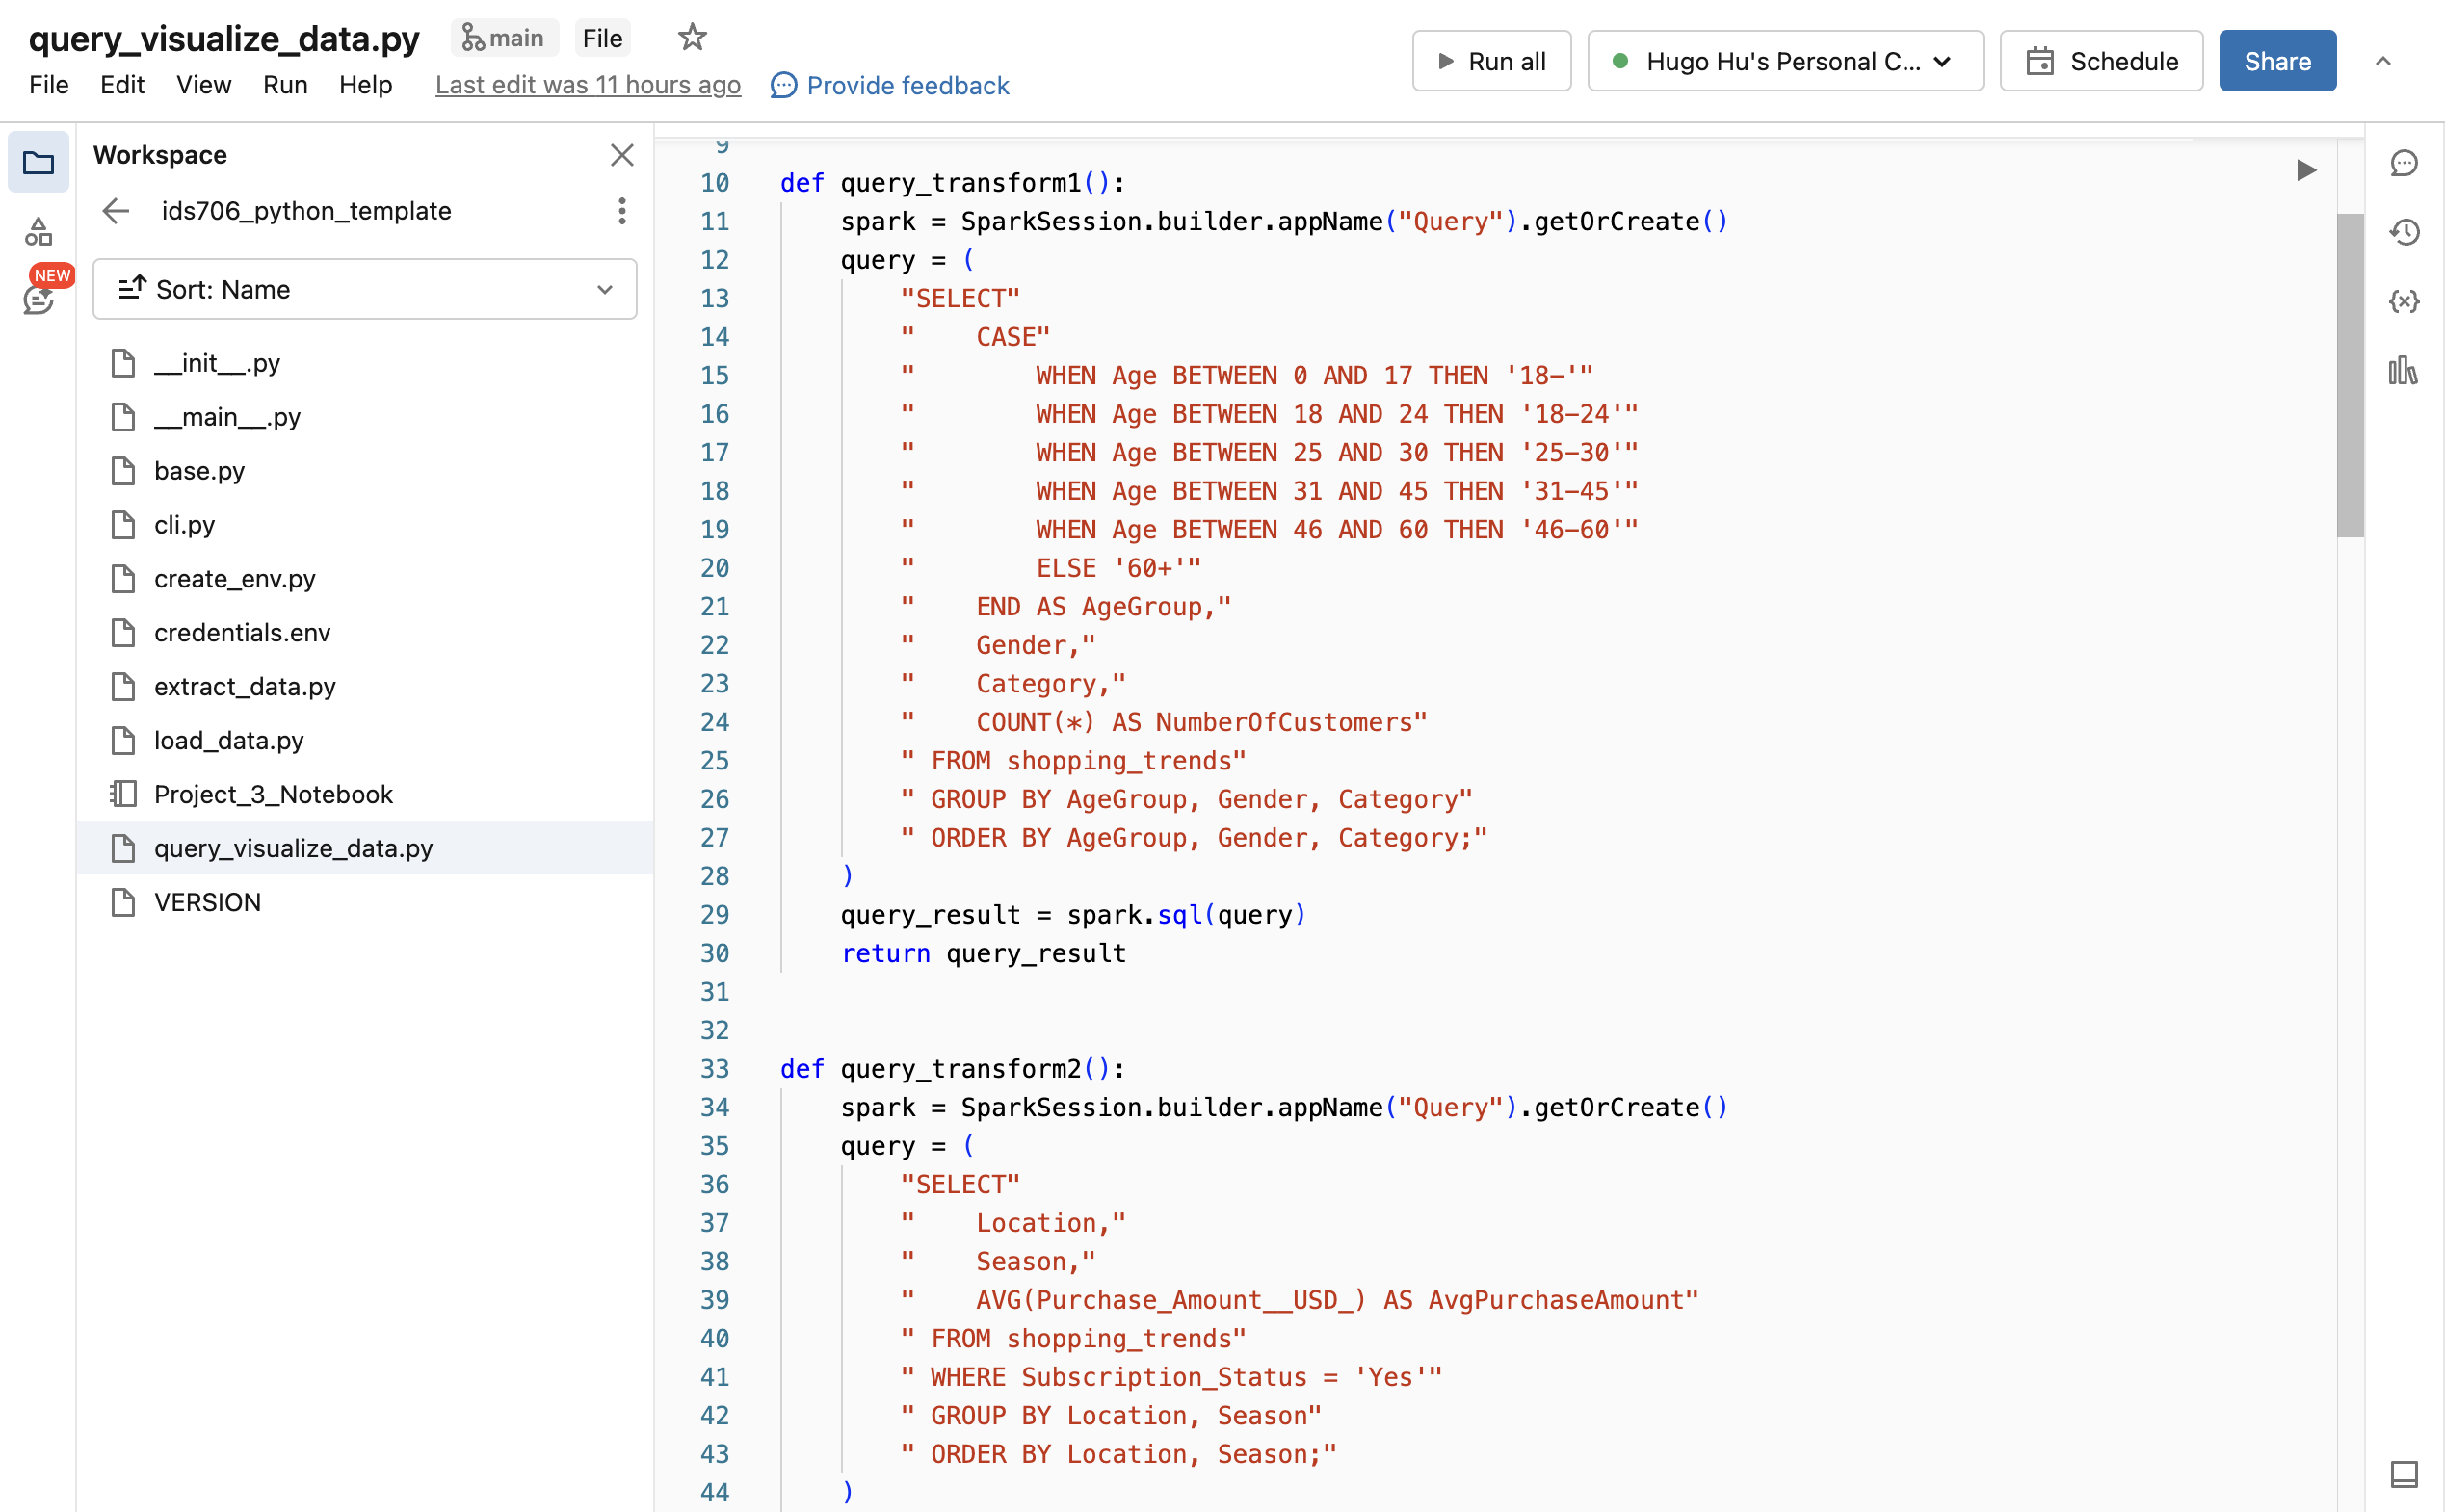 query_visualize_data.py main File
File Edit View Run Help Last edit was 11 hours ago Provide feedback
Run all Hugo Hu's Personal C... Schedule Share
Workspace
ids706_python_template
NEW
Sort: Name
__init__.py
__main__.py
base.py
cli.py
create_env.py
credentials.env
extract_data.py
load_data.py
Project_3_Notebook
query_visualize_data.py
VERSION
9
10 def query_transform1():
11     spark = SparkSession.builder.appName("Query").getOrCreate()
12     query = (
13         "SELECT"
14         "    CASE"
15         "        WHEN Age BETWEEN 0 AND 17 THEN '18-'"
16         "        WHEN Age BETWEEN 18 AND 24 THEN '18-24'"
17         "        WHEN Age BETWEEN 25 AND 30 THEN '25-30'"
18         "        WHEN Age BETWEEN 31 AND 45 THEN '31-45'"
19         "        WHEN Age BETWEEN 46 AND 60 THEN '46-60'"
20         "        ELSE '60+'"
21         "    END AS AgeGroup,"
22         "    Gender,"
23         "    Category,"
24         "    COUNT(*) AS NumberOfCustomers"
25         " FROM shopping_trends"
26         " GROUP BY AgeGroup, Gender, Category"
27         " ORDER BY AgeGroup, Gender, Category;"
28     )
29     query_result = spark.sql(query)
30     return query_result
31
32
33 def query_transform2():
34     spark = SparkSession.builder.appName("Query").getOrCreate()
35     query = (
36         "SELECT"
37         "    Location,"
38         "    Season,"
39         "    AVG(Purchase_Amount__USD_) AS AvgPurchaseAmount"
40         " FROM shopping_trends"
41         " WHERE Subscription_Status = 'Yes'"
42         " GROUP BY Location, Season"
43         " ORDER BY Location, Season;"
44     )